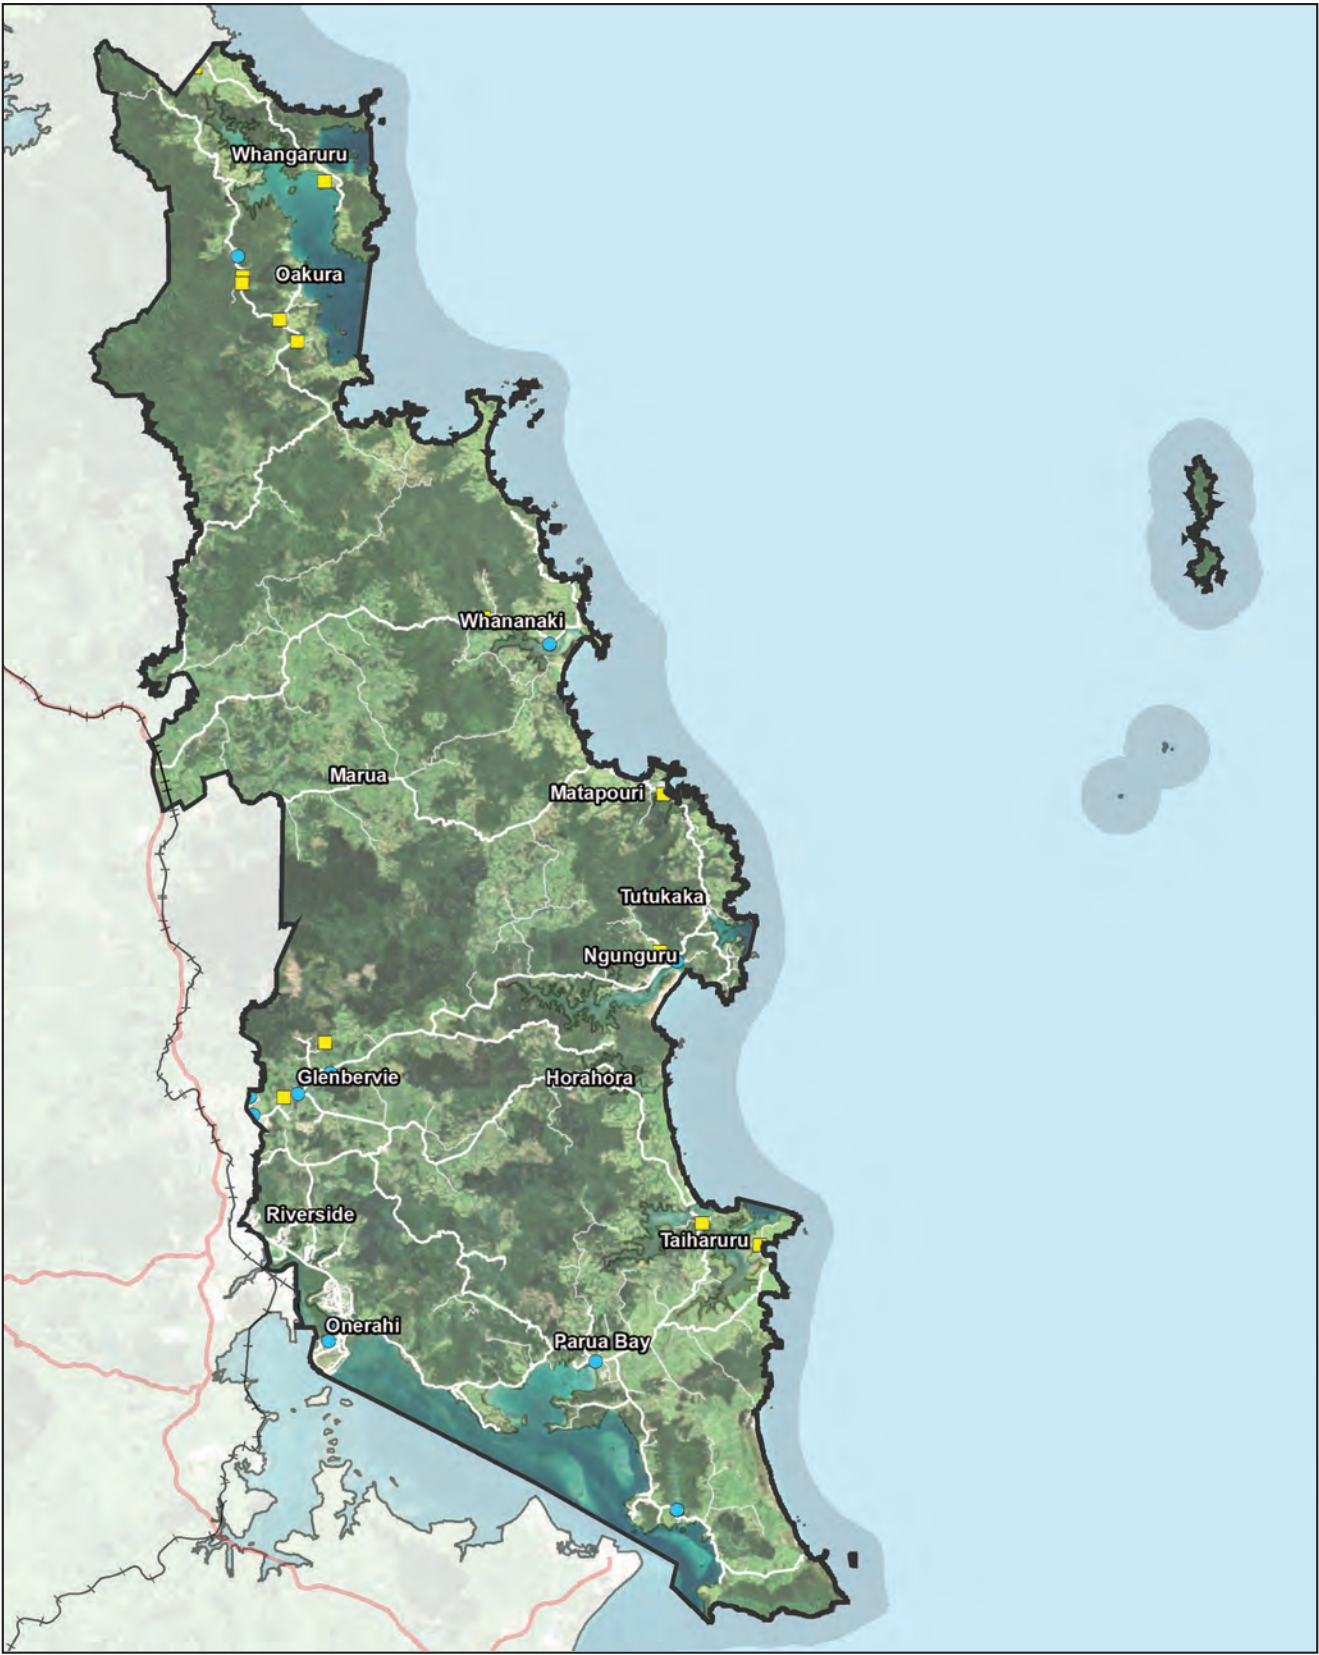 Whangaruru
Oakura
Whananaki
Marua
Matapouri
Tutukaka
Ngunguru
Glenbervie
Horahora
Riverside
Taiharuru
Onerahi
Parua Bay